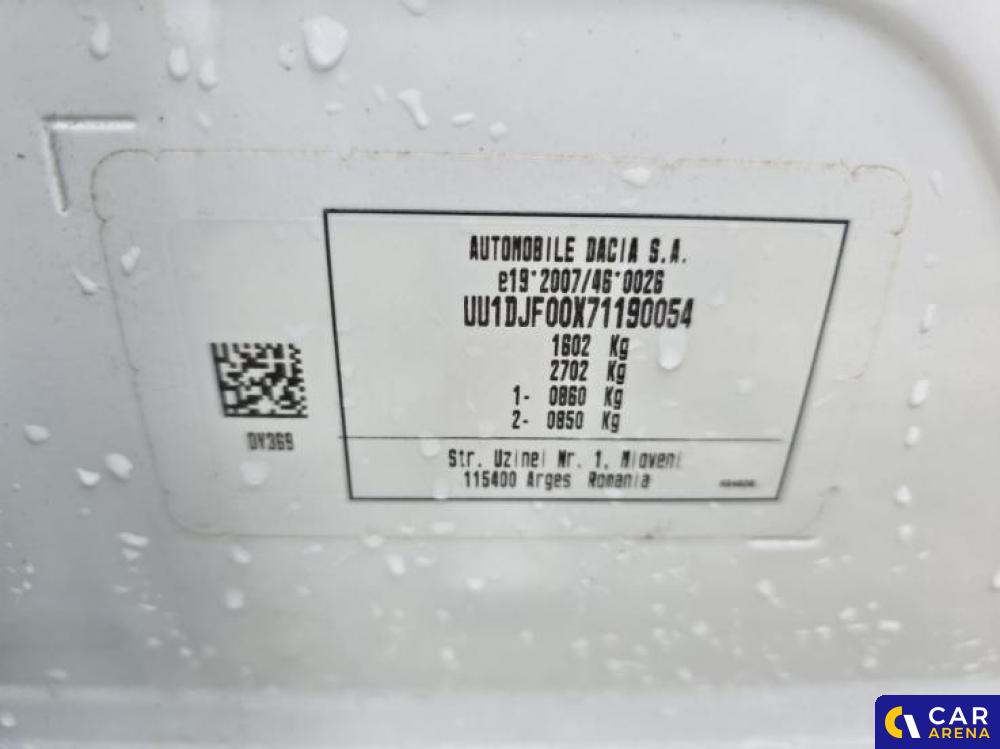 AUTOMOBILE DACIA S.A.
e19*2007/46*0026
UU1DJF00X71190054
1602 Kg
2702 Kg
1- 0860 Kg
2- 0850 Kg
DY369
Str. Uzinei Nr. 1, Mioveni
115400 Arges Romania
CAR
ARENA